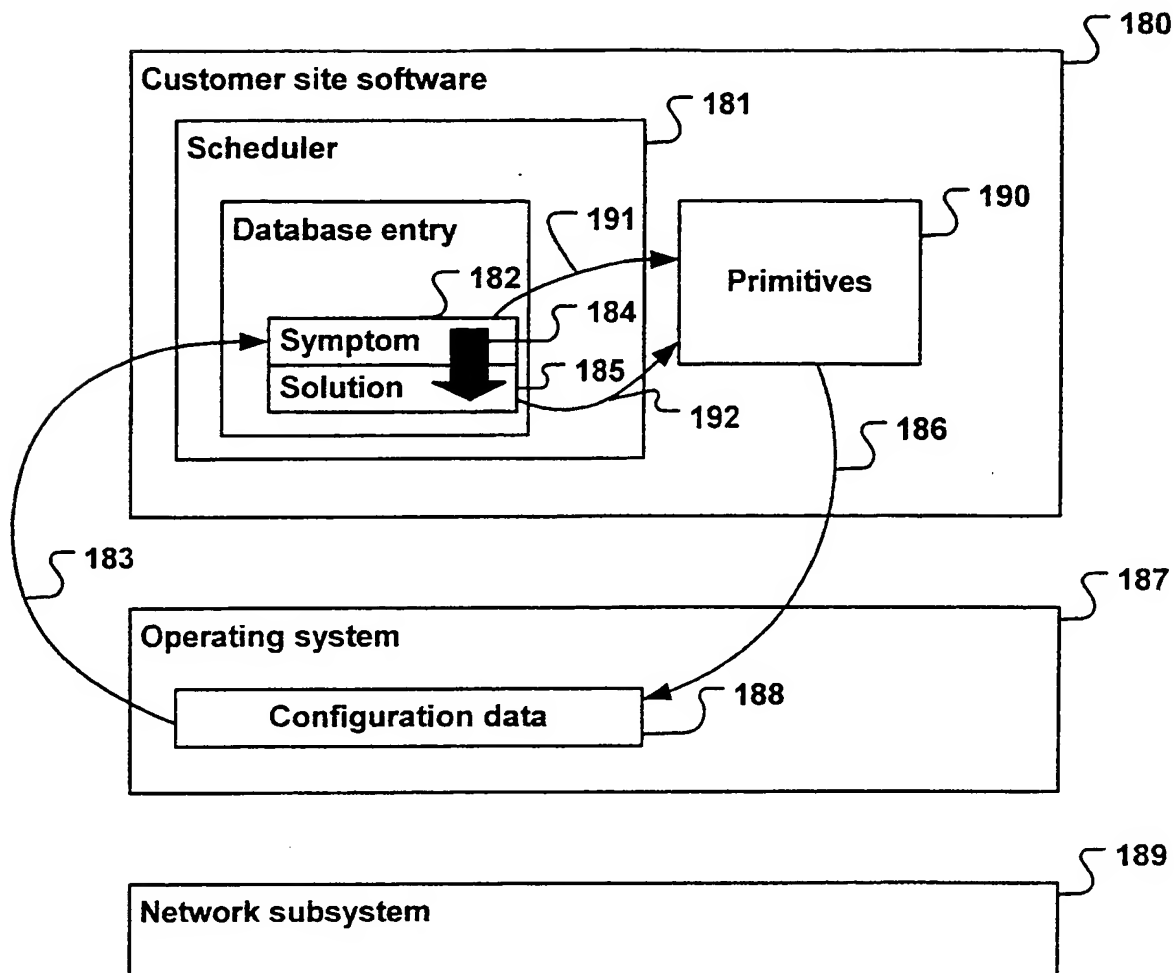 180
Customer site software
181
Scheduler
190
Database entry
191
182
Primitives
Symptom
184
Solution
185
192
186
183
187
Operating system
188
Configuration data
189
Network subsystem